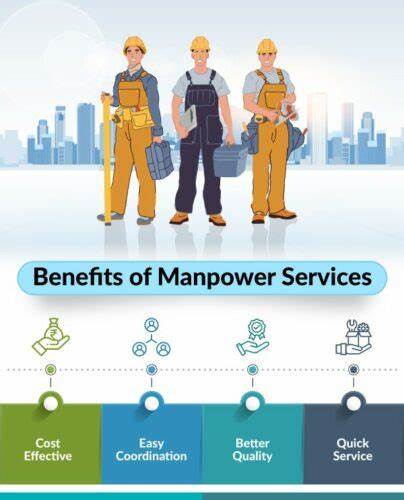 Benefits of Manpower Services
₹
Cost
Effective
Easy
Coordination
Better
Quality
Quick
Service